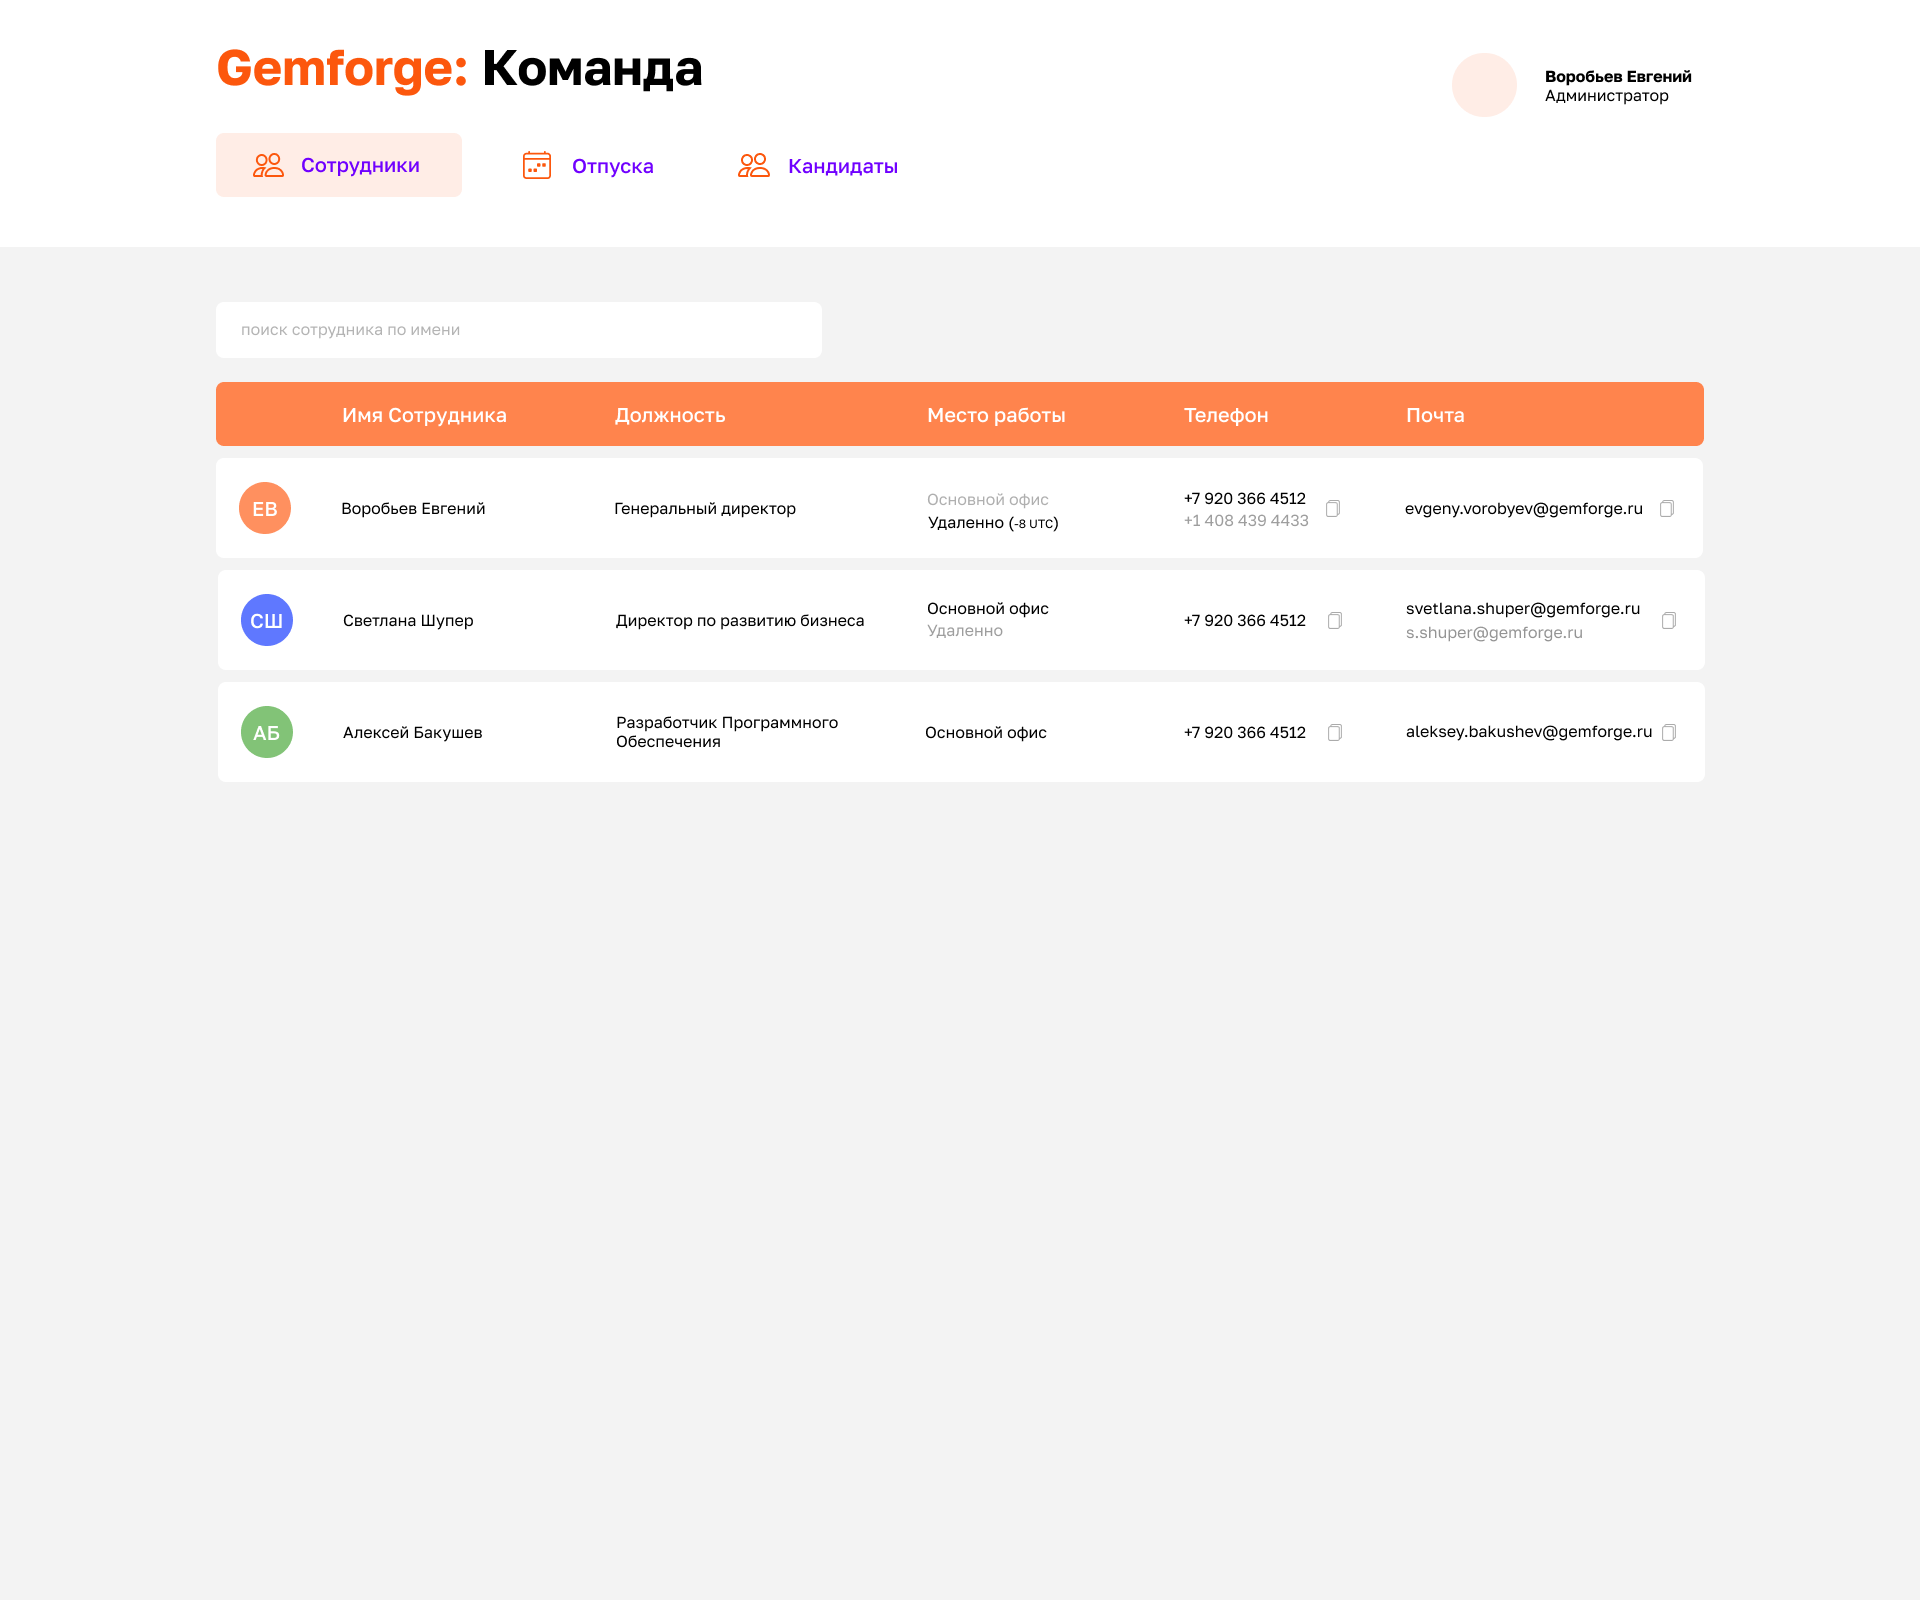 Gemforge: Команда
Воробьев Евгений
Администратор
Сотрудники
Отпуска
Кандидаты
поиск сотрудника по имени
Имя Сотрудника
Должность
Место работы
Телефон
Почта
ЕВ
Воробьев Евгений
Генеральный директор
Основной офис
Удаленно (-8 UTC)
+7 920 366 4512
+1 408 439 4433
evgeny.vorobyev@gemforge.ru
СШ
Светлана Шупер
Директор по развитию бизнеса
Основной офис
Удаленно
+7 920 366 4512
svetlana.shuper@gemforge.ru
s.shuper@gemforge.ru
АБ
Алексей Бакушев
Разработчик Программного
Обеспечения
Основной офис
+7 920 366 4512
aleksey.bakushev@gemforge.ru